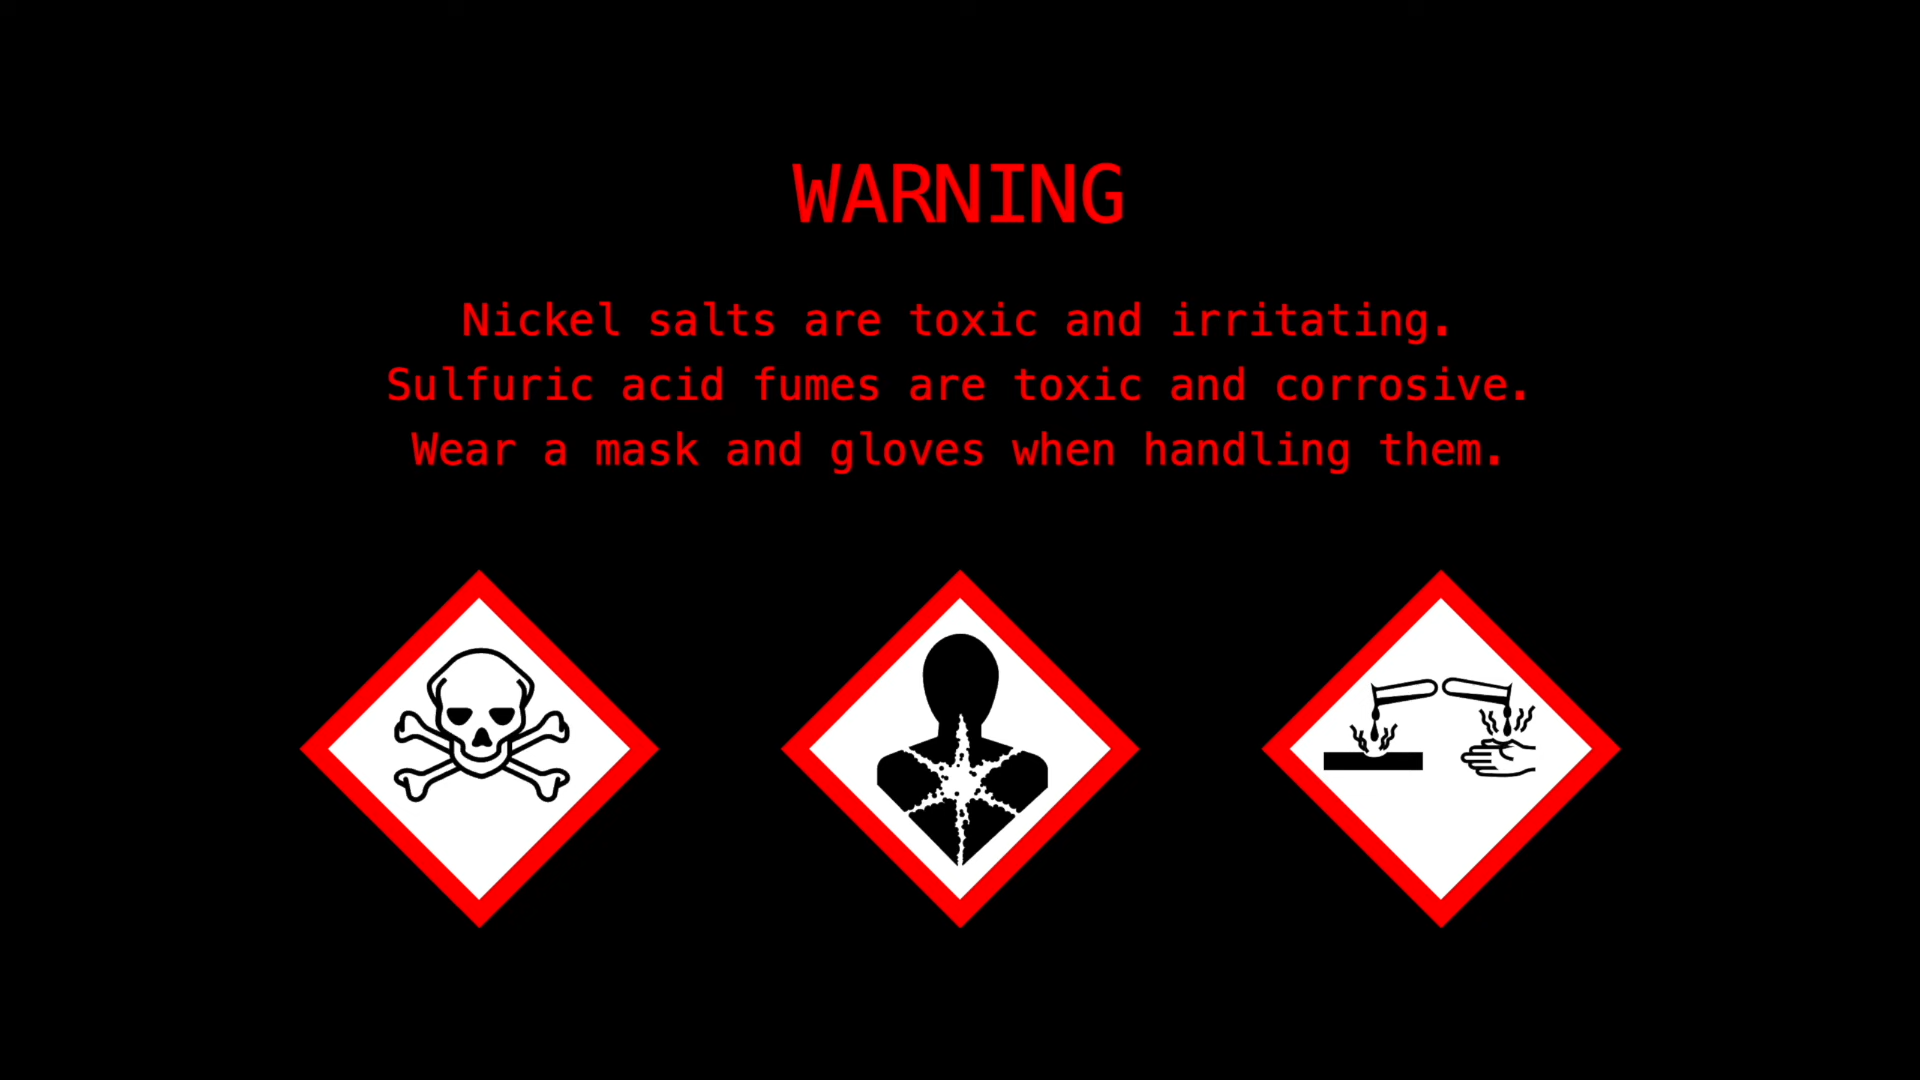 WARNING
Nickel salts are toxic and irritating.
Sulfuric acid fumes are toxic and corrosive.
Wear a mask and gloves when handling them.